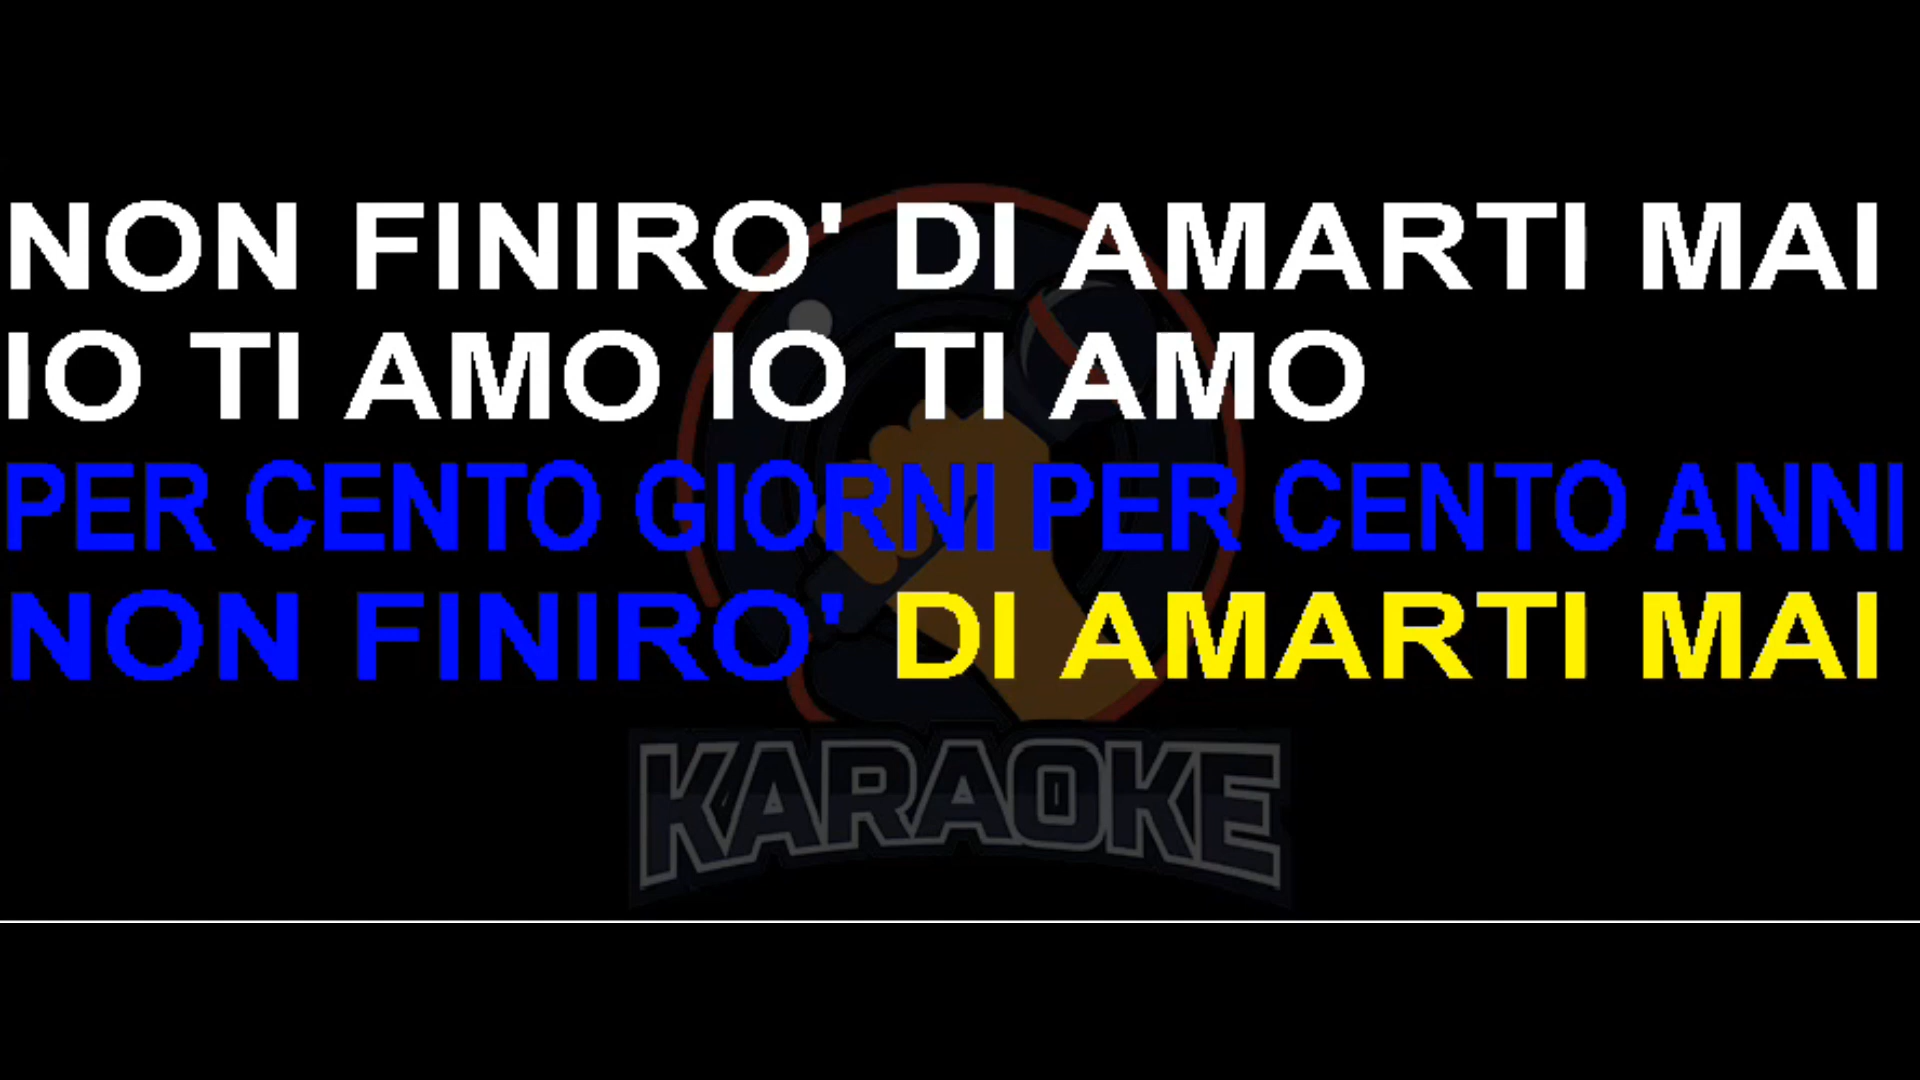 NON FINIRO' DI AMARTI MAI
IO TI AMO IO TI AMO
PER CENTO GIORNI PER CENTO ANNI
NON FINIRO' DI AMARTI MAI
KARAOKE